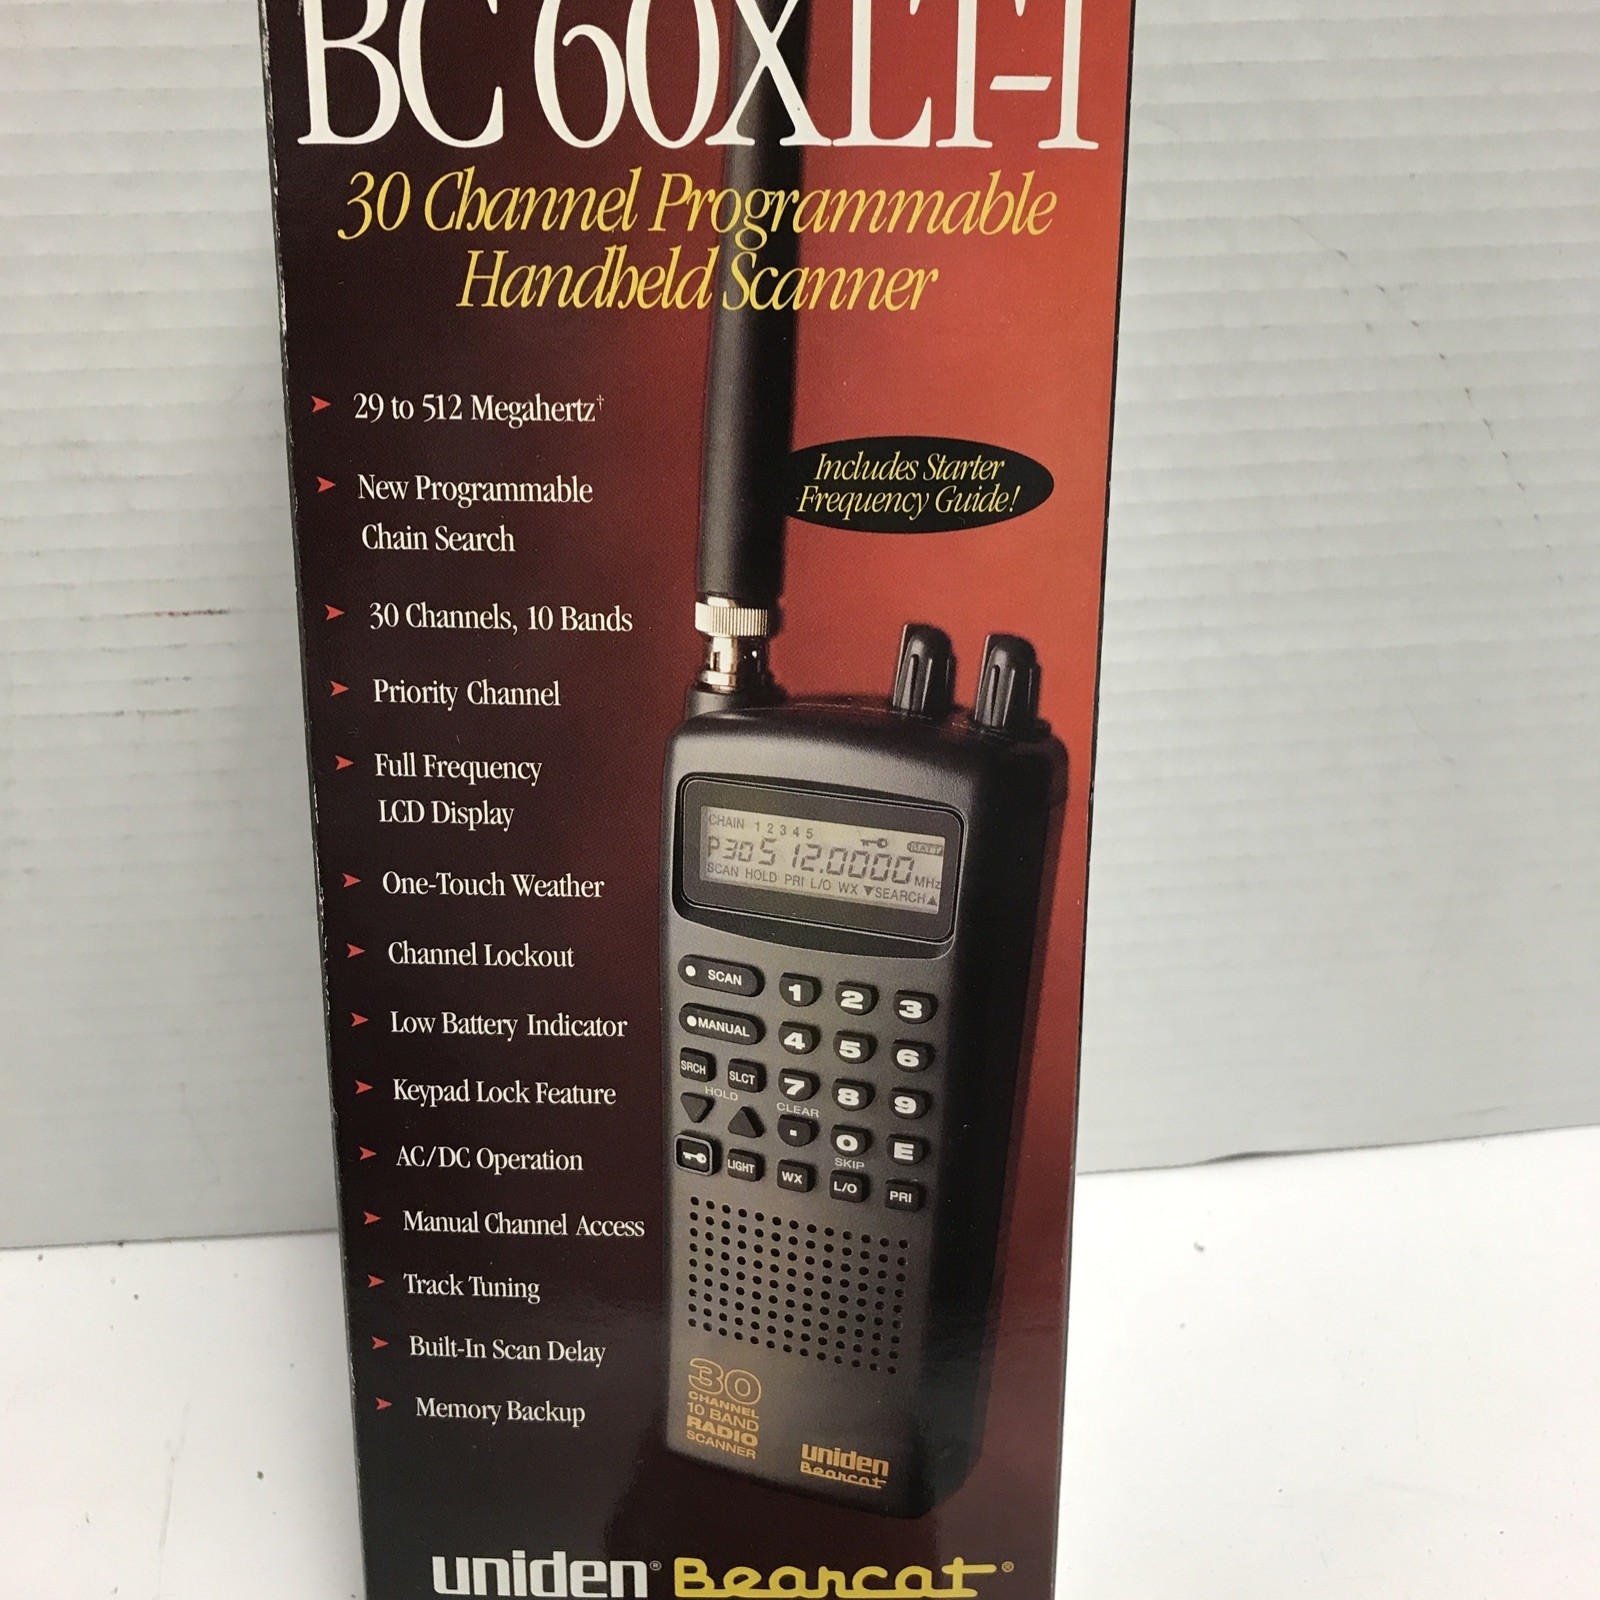 BC 60XLT-1
30 Channel Programmable
Handheld Scanner
➤ 29 to 512 Megahertz†
➤ New Programmable
Chain Search
➤ 30 Channels, 10 Bands
➤ Priority Channel
➤ Full Frequency
LCD Display
➤ One-Touch Weather
➤ Channel Lockout
➤ Low Battery Indicator
➤ Keypad Lock Feature
➤ AC/DC Operation
➤ Manual Channel Access
➤ Track Tuning
➤ Built-In Scan Delay
➤ Memory Backup
Includes Starter
Frequency Guide!
CHAIN 1 2 3 4 5 BATT
P30 512.0000 MHz
SCAN HOLD PRI L/O WX ▼SEARCH▲
SCAN 1 2 3
MANUAL 4 5 6
SRCH SLCT 7 8 9
HOLD CLEAR
. 0 E
SKIP
LIGHT WX L/O PRI
30
CHANNEL
10 BAND
RADIO
SCANNER
uniden
Bearcat
uniden® Bearcat®